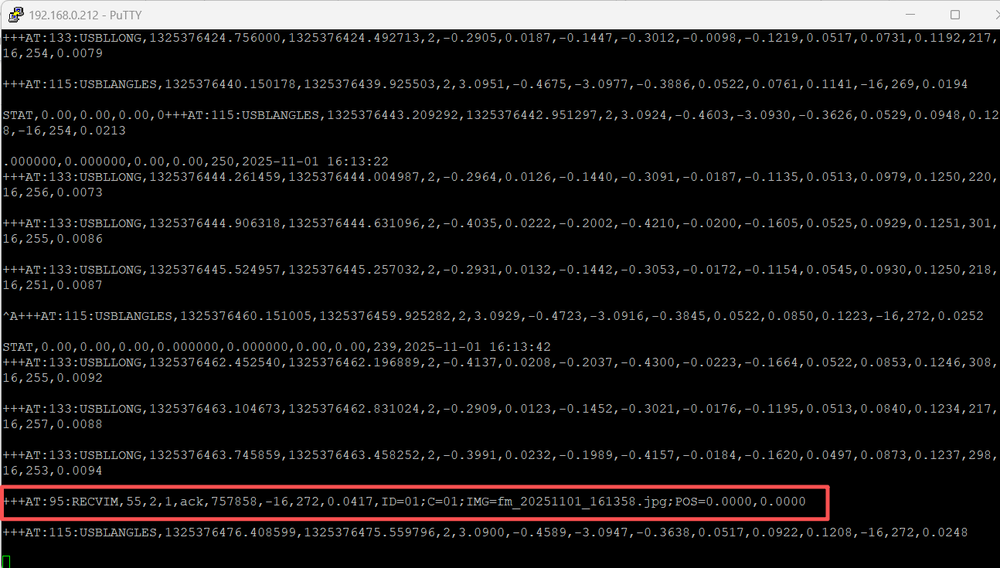 192.168.0.212 - PuTTY
+++AT:133:USBLLONG,1325376424.756000,1325376424.492713,2,-0.2905,0.0187,-0.1447,-0.3012,-0.0098,-0.1219,0.0517,0.0731,0.1192,217,
16,254,0.0079
+++AT:115:USBLANGLES,1325376440.150178,1325376439.925503,2,3.0951,-0.4675,-3.0977,-0.3886,0.0522,0.0761,0.1141,-16,269,0.0194
STAT,0.00,0.00,0.00,0+++AT:115:USBLANGLES,1325376443.209292,1325376442.951297,2,3.0924,-0.4603,-3.0930,-0.3626,0.0529,0.0948,0.12
8,-16,254,0.0213
.000000,0.000000,0.00,0.00,250,2025-11-01 16:13:22
+++AT:133:USBLLONG,1325376444.261459,1325376444.004987,2,-0.2964,0.0126,-0.1440,-0.3091,-0.0187,-0.1135,0.0513,0.0979,0.1250,220,
16,256,0.0073
+++AT:133:USBLLONG,1325376444.906318,1325376444.631096,2,-0.4035,0.0222,-0.2002,-0.4210,-0.0200,-0.1605,0.0525,0.0929,0.1251,301,
16,255,0.0086
+++AT:133:USBLLONG,1325376445.524957,1325376445.257032,2,-0.2931,0.0132,-0.1442,-0.3053,-0.0172,-0.1154,0.0545,0.0930,0.1250,218,
16,251,0.0087
^A+++AT:115:USBLANGLES,1325376460.151005,1325376459.925282,2,3.0929,-0.4723,-3.0916,-0.3845,0.0522,0.0850,0.1223,-16,272,0.0252
STAT,0.00,0.00,0.00,0.000000,0.000000,0.00,0.00,239,2025-11-01 16:13:42
+++AT:133:USBLLONG,1325376462.452540,1325376462.196889,2,-0.4137,0.0208,-0.2037,-0.4300,-0.0223,-0.1664,0.0522,0.0853,0.1246,308,
16,255,0.0092
+++AT:133:USBLLONG,1325376463.104673,1325376462.831024,2,-0.2909,0.0123,-0.1452,-0.3021,-0.0176,-0.1195,0.0513,0.0840,0.1234,217,
16,257,0.0088
+++AT:133:USBLLONG,1325376463.745859,1325376463.458252,2,-0.3991,0.0232,-0.1989,-0.4157,-0.0184,-0.1620,0.0497,0.0873,0.1237,298,
16,253,0.0094
+++AT:95:RECVIM,55,2,1,ack,757858,-16,272,0.0417,ID=01;C=01;IMG=fm_20251101_161358.jpg;POS=0.0000,0.0000
+++AT:115:USBLANGLES,1325376476.408599,1325376475.559796,2,3.0900,-0.4589,-3.0947,-0.3638,0.0517,0.0922,0.1208,-16,272,0.0248